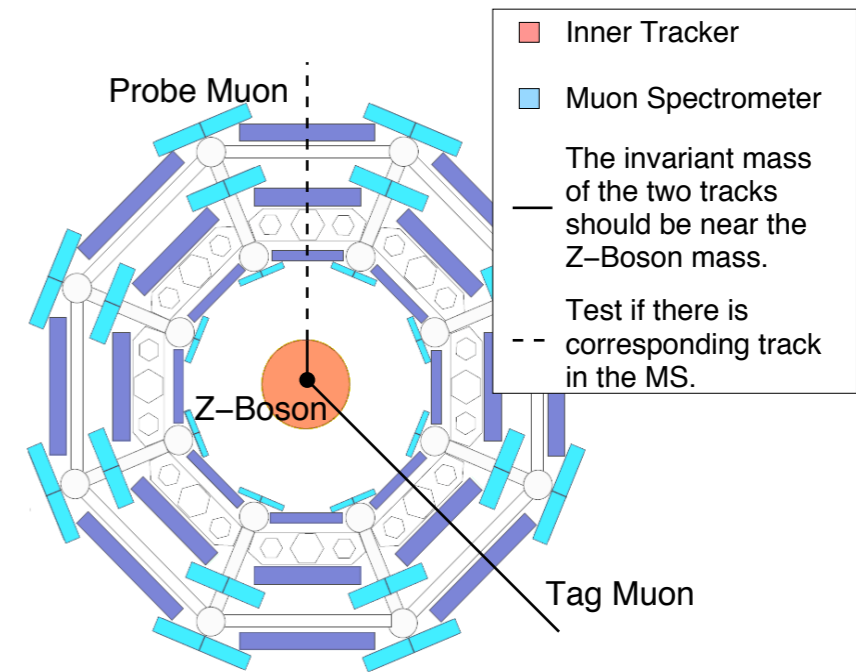 Inner Tracker
Probe Muon
Muon Spectrometer
The invariant mass
of the two tracks
should be near the
Z–Boson mass.
Test if there is
corresponding track
in the MS.
Z–Boson
Tag Muon